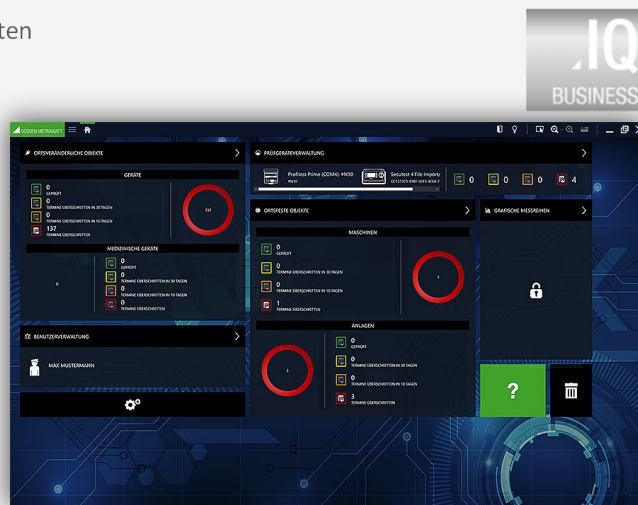 ten
IQ
BUSINESS
GOSSEN METRAWATT
ORTSVERÄNDERLICHE OBJEKTE
GERÄTE
0
GEPRÜFT
0
TERMINE ÜBERSCHRITTEN IN 30 TAGEN
0
TERMINE ÜBERSCHRITTEN IN 10 TAGEN
137
TERMINE ÜBERSCHRITTEN
137
MEDIZINISCHE GERÄTE
0
0
GEPRÜFT
0
TERMINE ÜBERSCHRITTEN IN 30 TAGEN
0
TERMINE ÜBERSCHRITTEN IN 10 TAGEN
0
TERMINE ÜBERSCHRITTEN
BENUTZERVERWALTUNG
MAX MUSTERMANN
PRÜFGERÄTEVERWALTUNG
Profitest Prime (COM4): #N10
#N10
Secutest 4 File Importy
0
0
0
4
ORTSFESTE OBJEKTE
MASCHINEN
0
GEPRÜFT
0
TERMINE ÜBERSCHRITTEN IN 30 TAGEN
0
TERMINE ÜBERSCHRITTEN IN 10 TAGEN
1
TERMINE ÜBERSCHRITTEN
1
ANLAGEN
3
0
GEPRÜFT
0
TERMINE ÜBERSCHRITTEN IN 30 TAGEN
0
TERMINE ÜBERSCHRITTEN IN 10 TAGEN
3
TERMINE ÜBERSCHRITTEN
GRAFISCHE MESSREIHEN
?